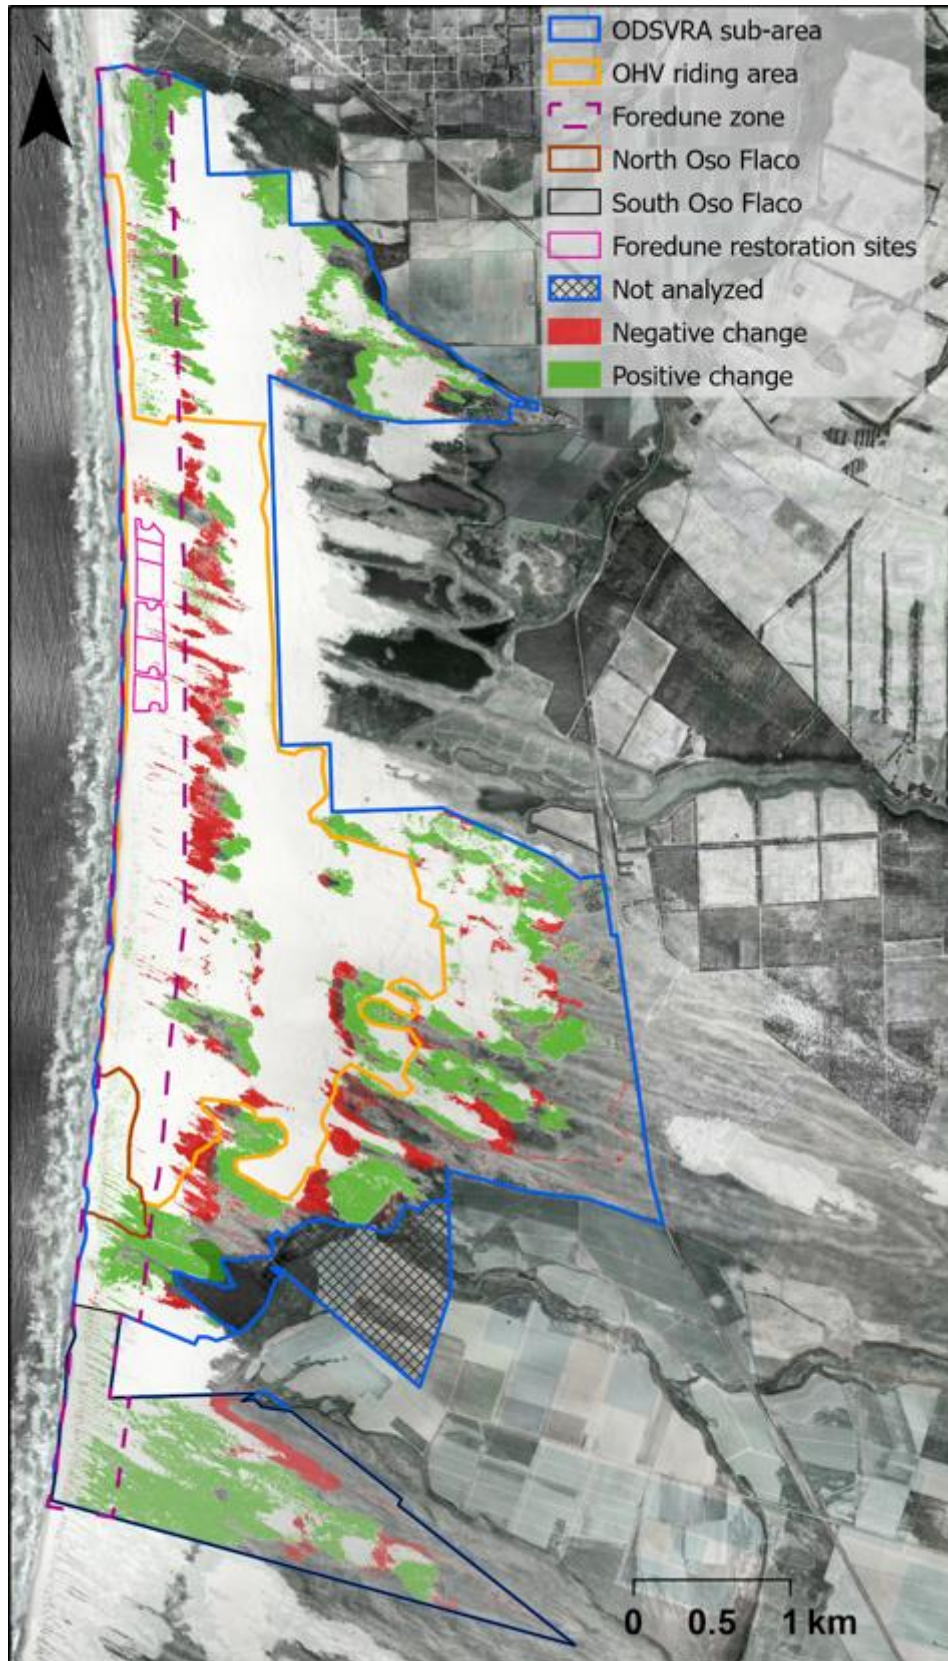 N
ODSVRA sub-area
OHV riding area
Foredune zone
North Oso Flaco
South Oso Flaco
Foredune restoration sites
Not analyzed
Negative change
Positive change
0 0.5 1 km